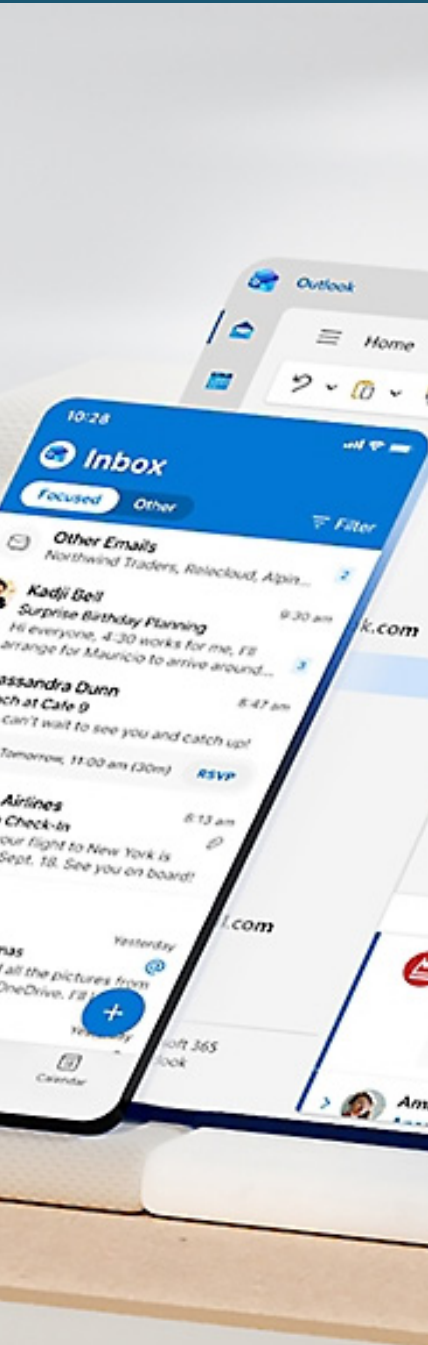 Outlook
Home
10:28
Inbox
Focused
Other
Filter
Other Emails
Northwind Traders, Relecloud, Alpin...
2
Kadji Bell
9:30 am
Surprise Birthday Planning
Hi everyone, 4:30 works for me, I'll
arrange for Mauricio to arrive around...
3
k.com
assandra Dunn
8:47 am
ch at Cafe 9
can't wait to see you and catch up!
Tomorrow, 11:00 am (30m)
RSVP
Airlines
8:13 am
Check-In
our flight to New York is
Sept. 18. See you on board!
l.com
Yesterday
mas
@
all the pictures from
OneDrive. I'll
+
Calendar
oft 365
look
Am